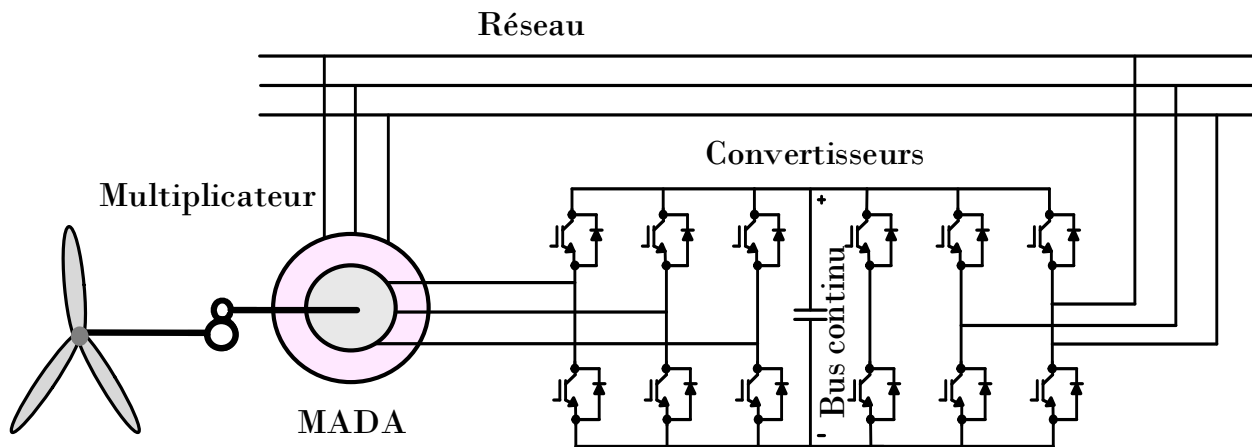 Réseau
Convertisseurs
Multiplicateur
+
Bus continu
-
MADA